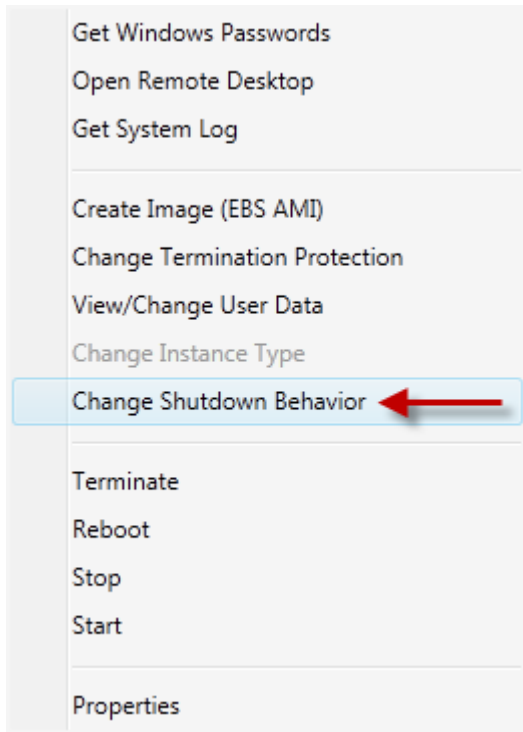 Get Windows Passwords
Open Remote Desktop
Get System Log
Create Image (EBS AMI)
Change Termination Protection
View/Change User Data
Change Instance Type
Change Shutdown Behavior
Terminate
Reboot
Stop
Start
Properties